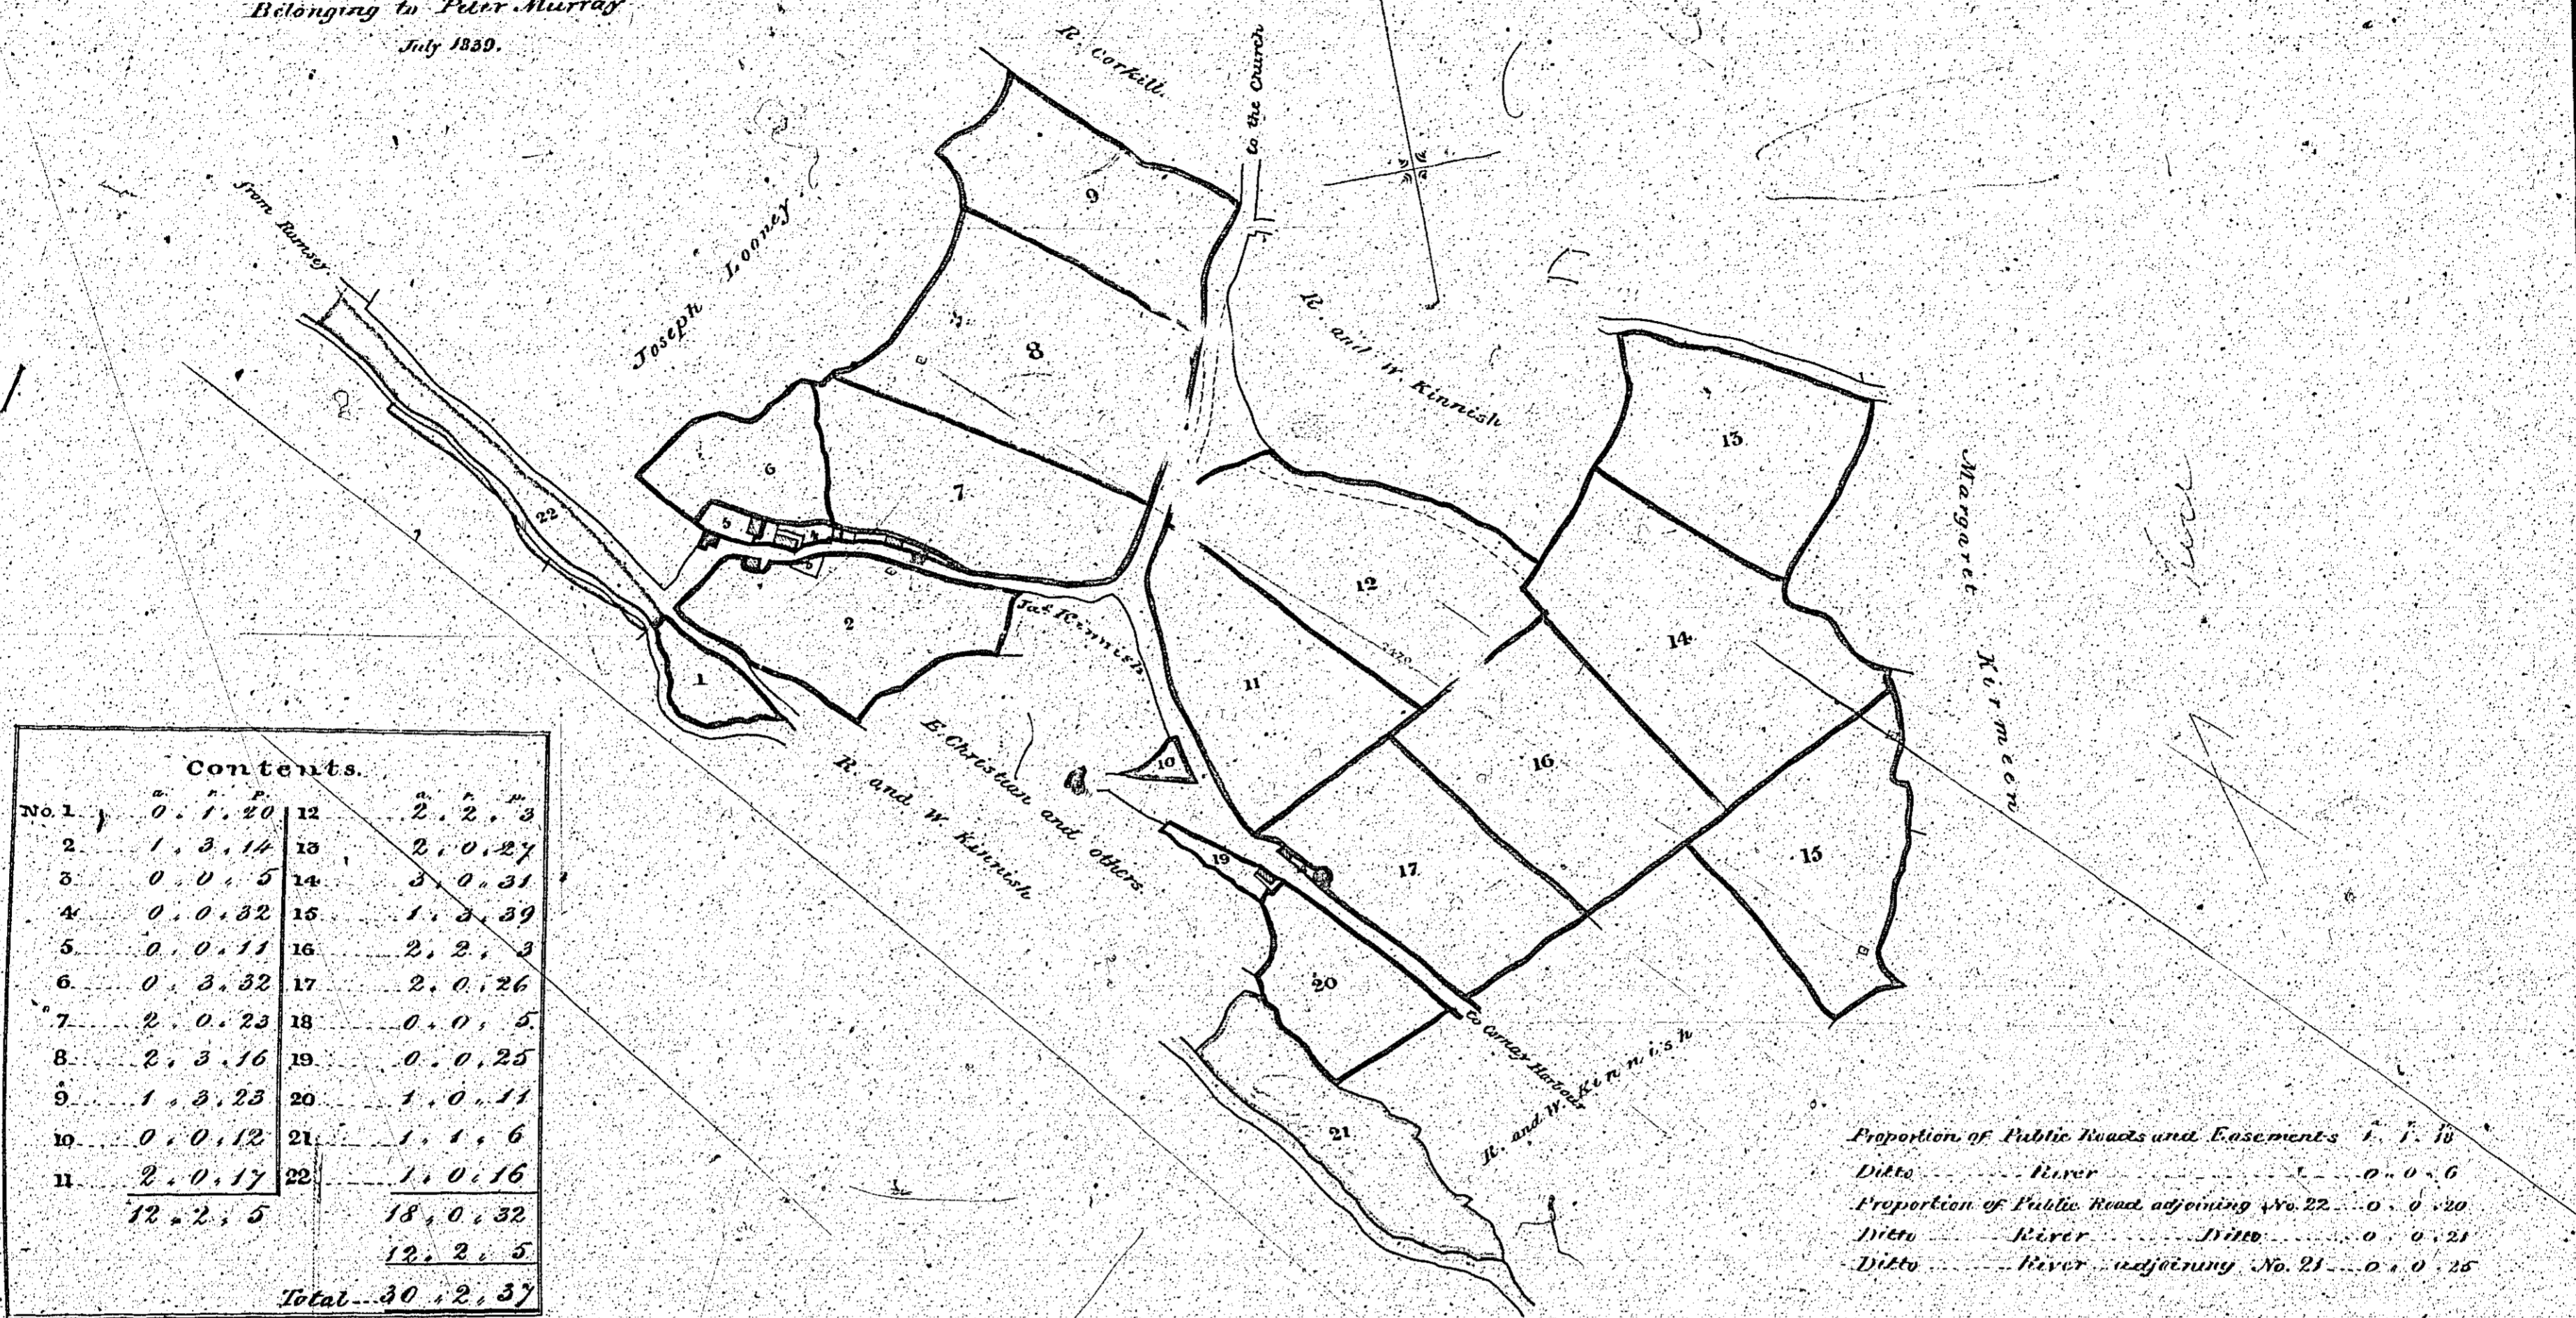 Belonging to Peter Murray
July 1839.
R. Corkill.
to the Church
from Ramsey
Joseph Looney.
R. and W. Kinnish
Margaret Kirmeen
9
8
13
6
7
5
22
4
3
12
2
Jas. Kinnish
14
1
11
10
16
E. Christian and others
R. and W. Kinnish
19
17
15
20
to Cornay Harbour
R. and W. Kinnish
21
Contents.
a. r. p. a. r. p.
No. 1 0. 1. 20 12 2. 2. 3
2 1. 3. 14 13 2. 0. 27
3 0. 0. 5 14 3. 0. 31
4 0. 0. 32 15 1. 3. 39
5 0. 0. 11 16 2. 2. 3
6 0. 3. 32 17 2. 0. 26
7 2. 0. 23 18 0. 0. 5
8 2. 3. 16 19 0. 0. 25
9 1. 3. 23 20 1. 0. 11
10 0. 0. 12 21 1. 1. 6
11 2. 0. 17 22 1. 0. 16
12. 2. 5 18. 0. 32
12. 2. 5
Total 30. 2. 37
Proportion of Public Roads and Easements 1. 1. 18
Ditto River 0. 0. 6
Proportion of Public Road adjoining No. 22 0. 0. 20
Ditto River Ditto 0. 0. 21
Ditto River adjoining No. 21 0. 0. 25